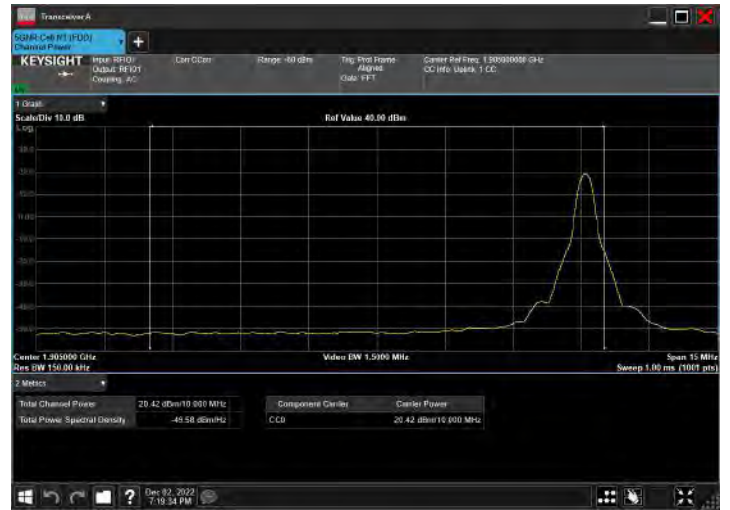 Transceiver A
5GNR Cell N1 (FDD)
Channel Power
KEYSIGHT
Input: RFIO1
Output: RFIO1
Coupling: AC
Corr CCorr
Range: -60 dBm
Trig: Prot Frame
Aligned
Gate: FFT
Center Ref Freq: 1.905000000 GHz
CC Info: Uplink, 1 CC
1 Graph
Scale/Div 10.0 dB
Ref Value 40.00 dBm
Log
Center 1.905000 GHz
Video BW 1.5000 MHz
Span 15 MHz
Res BW 150.00 kHz
Sweep 1.00 ms (1001 pts)
2 Metrics
Total Channel Power
20.42 dBm/10.000 MHz
Total Power Spectral Density
-49.58 dBm/Hz
Component Carrier
Carrier Power
CC0
20.42 dBm/10.000 MHz
?
Dec 02, 2022
7:19:34 PM